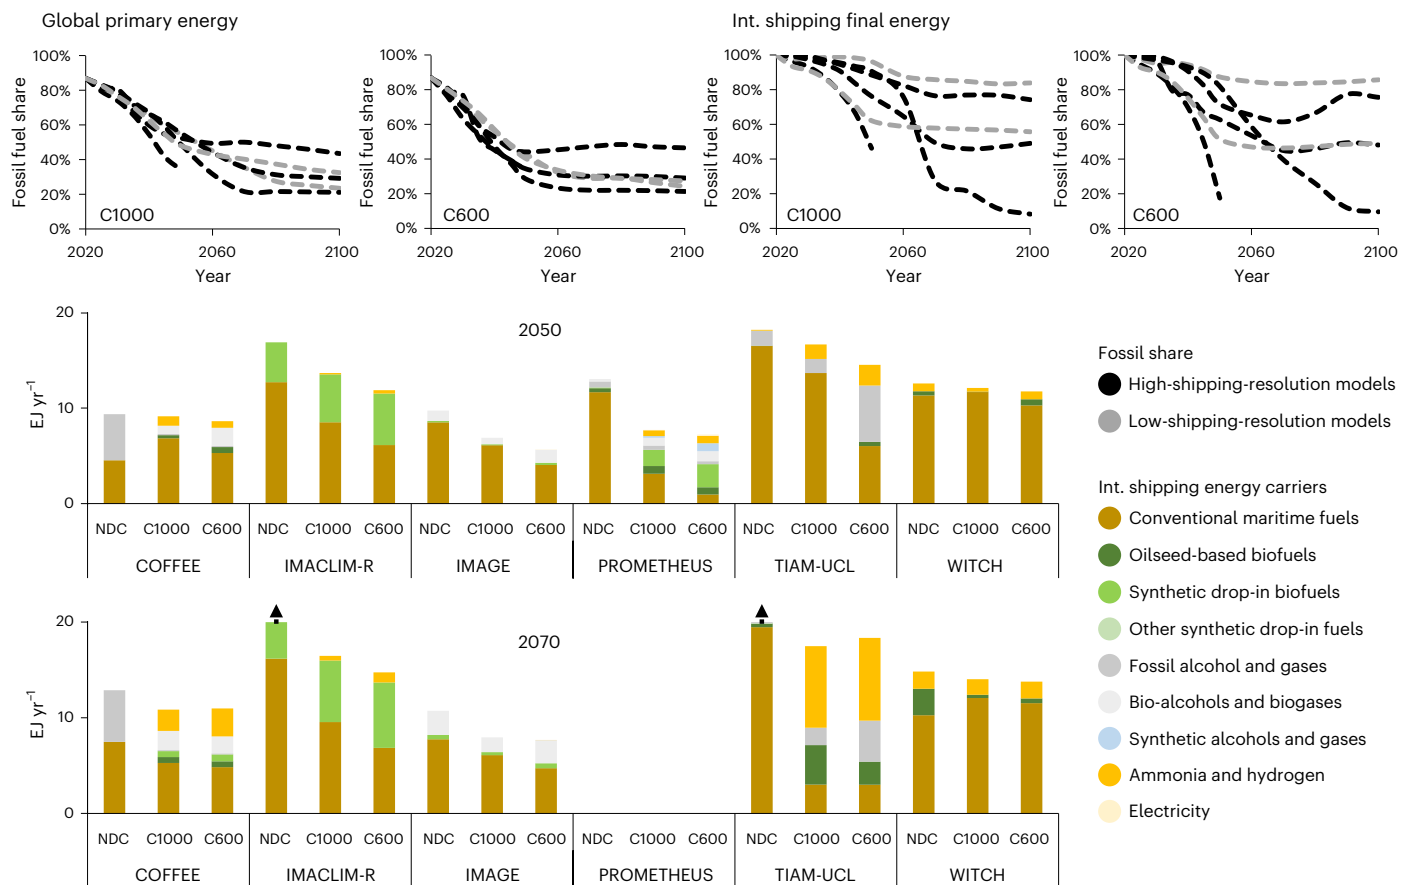 Global primary energy
Int. shipping final energy
Fossil fuel share
100%
80%
60%
40%
20%
0%
C1000
2020
2060
2100
Year
Fossil fuel share
100%
80%
60%
40%
20%
0%
C600
2020
2060
2100
Year
Fossil fuel share
100%
80%
60%
40%
20%
0%
C1000
2020
2060
2100
Year
Fossil fuel share
100%
80%
60%
40%
20%
0%
C600
2020
2060
2100
Year
EJ yr⁻¹
20
10
0
2050
NDC C1000 C600 NDC C1000 C600 NDC C1000 C600 NDC C1000 C600 NDC C1000 C600 NDC C1000 C600
COFFEE IMACLIM-R IMAGE PROMETHEUS TIAM-UCL WITCH
EJ yr⁻¹
20
10
0
2070
NDC C1000 C600 NDC C1000 C600 NDC C1000 C600 NDC C1000 C600 NDC C1000 C600 NDC C1000 C600
COFFEE IMACLIM-R IMAGE PROMETHEUS TIAM-UCL WITCH
Fossil share
High-shipping-resolution models
Low-shipping-resolution models
Int. shipping energy carriers
Conventional maritime fuels
Oilseed-based biofuels
Synthetic drop-in biofuels
Other synthetic drop-in fuels
Fossil alcohol and gases
Bio-alcohols and biogases
Synthetic alcohols and gases
Ammonia and hydrogen
Electricity